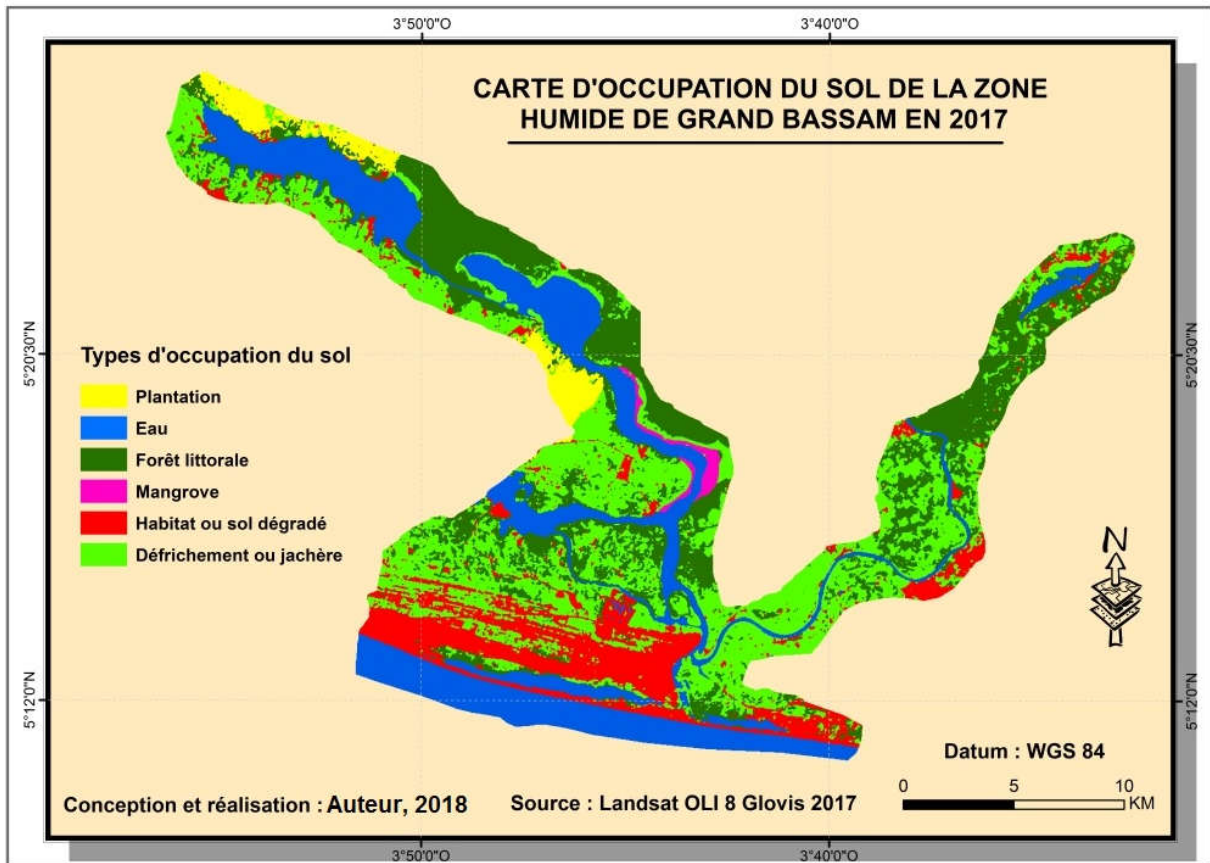 3°50'0"O
3°40'0"O
CARTE D'OCCUPATION DU SOL DE LA ZONE
HUMIDE DE GRAND BASSAM EN 2017
5°20'30"N
5°20'30"N
Types d'occupation du sol
Plantation
Eau
Forêt littorale
Mangrove
Habitat ou sol dégradé
Défrichement ou jachère
N
5°12'0"N
5°12'0"N
Datum : WGS 84
0 5 10
KM
Conception et réalisation : Auteur, 2018
Source : Landsat OLI 8 Glovis 2017
3°50'0"O
3°40'0"O